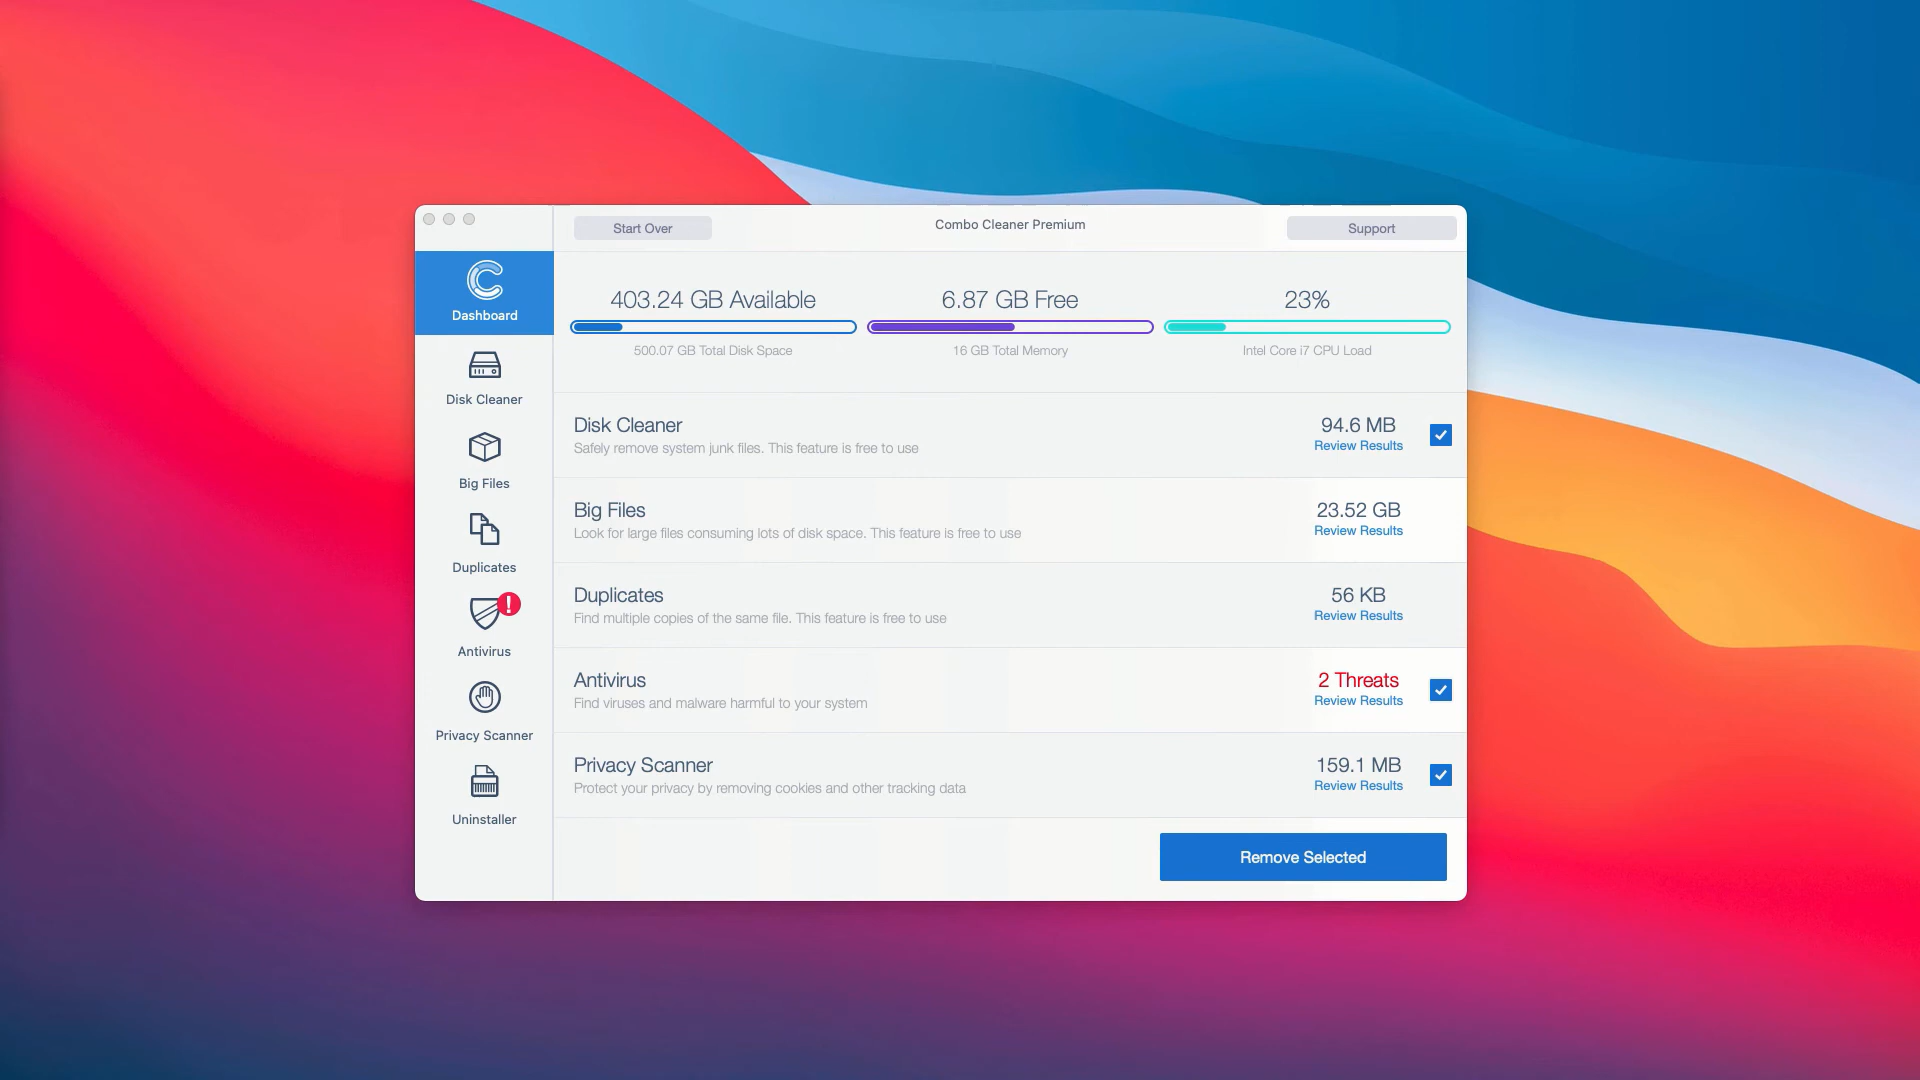 Start Over
Combo Cleaner Premium
Support
Dashboard
Disk Cleaner
Big Files
Duplicates
Antivirus
Privacy Scanner
Uninstaller
403.24 GB Available
500.07 GB Total Disk Space
6.87 GB Free
16 GB Total Memory
23%
Intel Core i7 CPU Load
Disk Cleaner
Safely remove system junk files. This feature is free to use
94.6 MB
Review Results
Big Files
Look for large files consuming lots of disk space. This feature is free to use
23.52 GB
Review Results
Duplicates
Find multiple copies of the same file. This feature is free to use
56 KB
Review Results
Antivirus
Find viruses and malware harmful to your system
2 Threats
Review Results
Privacy Scanner
Protect your privacy by removing cookies and other tracking data
159.1 MB
Review Results
Remove Selected